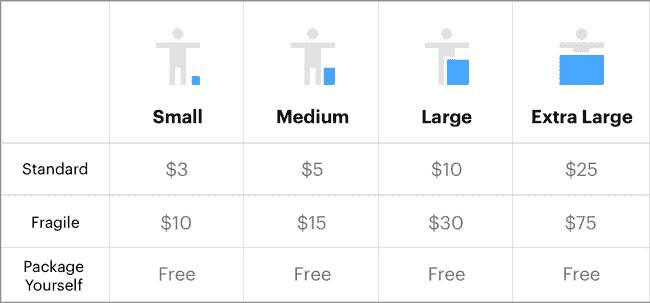 Small Medium Large Extra Large
Standard $3 $5 $10 $25
Fragile $10 $15 $30 $75
Package
Yourself Free Free Free Free